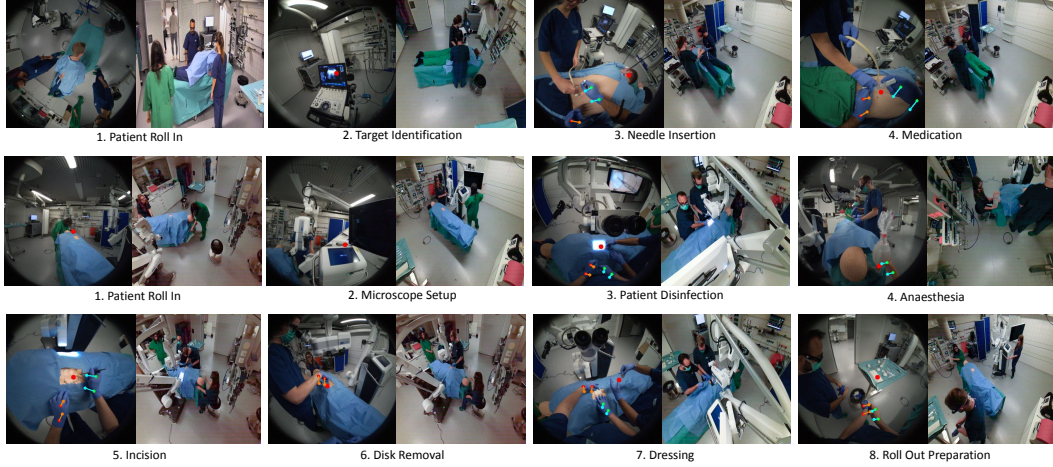 1. Patient Roll In
2. Target Identification
3. Needle Insertion
4. Medication
1. Patient Roll In
2. Microscope Setup
3. Patient Disinfection
4. Anaesthesia
5. Incision
6. Disk Removal
7. Dressing
8. Roll Out Preparation